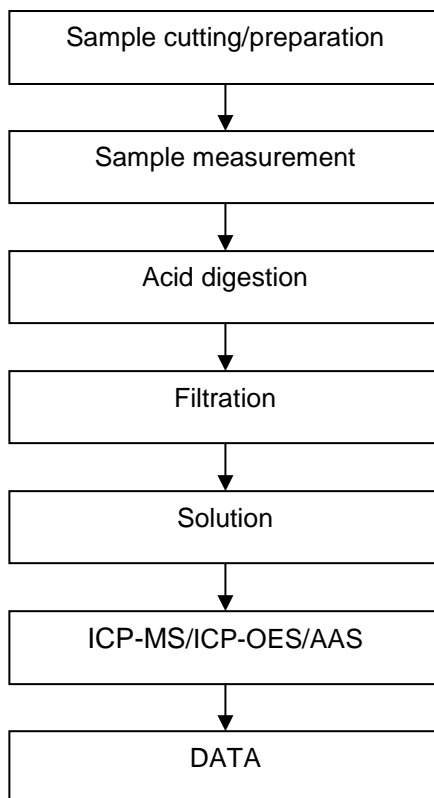 Sample cutting/preparation
Sample measurement
Acid digestion
Filtration
Solution
ICP-MS/ICP-OES/AAS
DATA